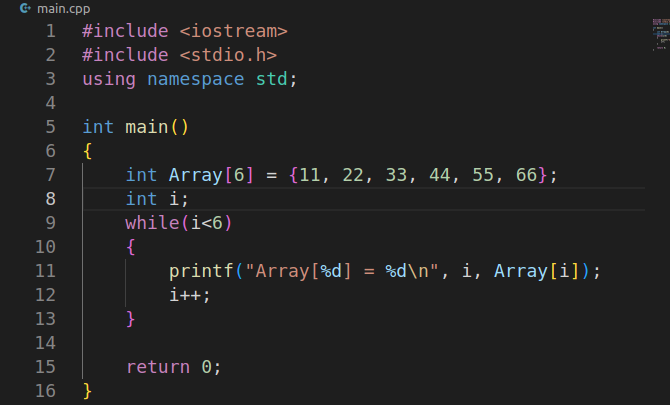 main.cpp
1 #include <iostream>
2 #include <stdio.h>
3 using namespace std;
4
5 int main()
6 {
7     int Array[6] = {11, 22, 33, 44, 55, 66};
8     int i;
9     while(i<6)
10     {
11         printf("Array[%d] = %d\n", i, Array[i]);
12         i++;
13     }
14
15     return 0;
16 }